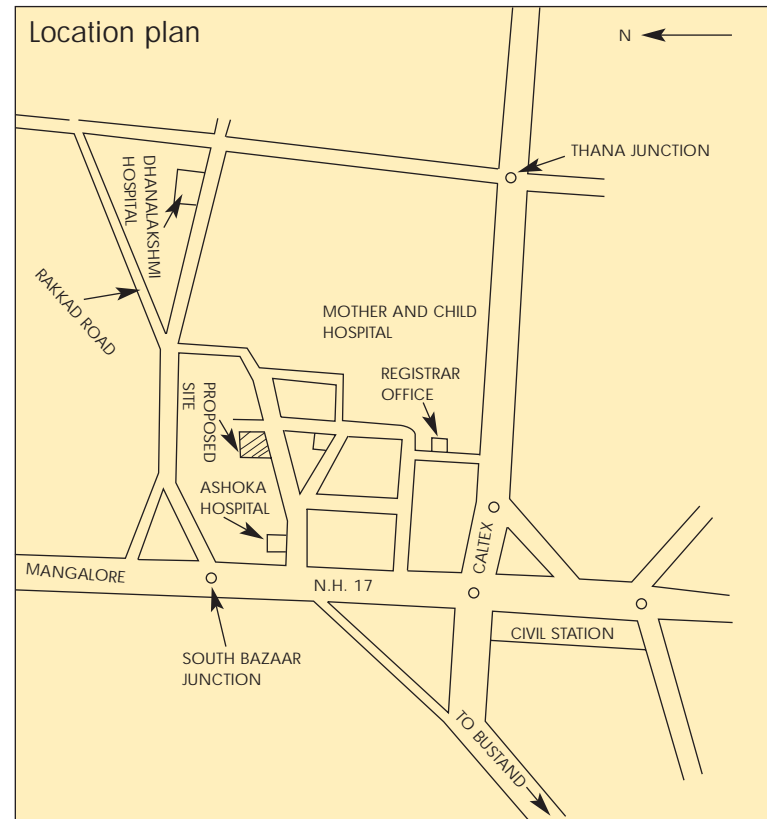 Location plan
N
THANA JUNCTION
DHANALAKSHMI
HOSPITAL
RAKKAD ROAD
MOTHER AND CHILD
HOSPITAL
REGISTRAR
OFFICE
PROPOSED
SITE
ASHOKA
HOSPITAL
CALTEX
MANGALORE
N.H. 17
CIVIL STATION
SOUTH BAZAAR
JUNCTION
TO BUSTAND